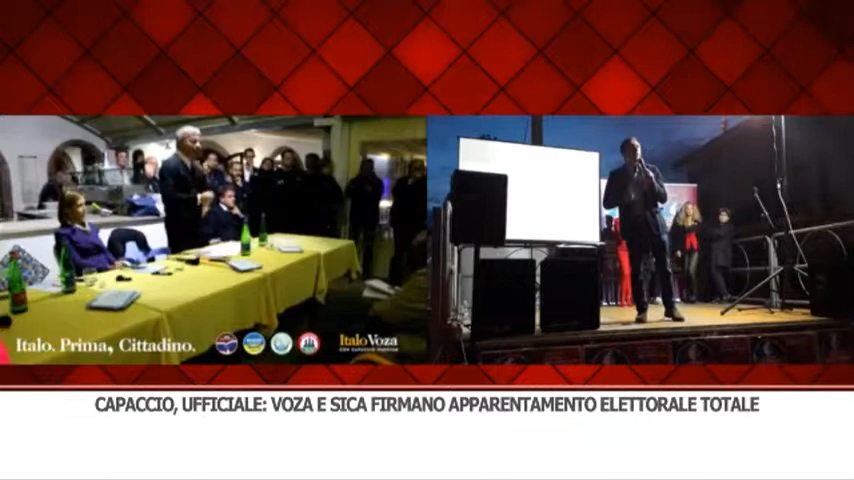 Italo. Prima, Cittadino.
ItaloVoza
CAPACCIO, UFFICIALE: VOZA E SICA FIRMANO APPARENTAMENTO ELETTORALE TOTALE